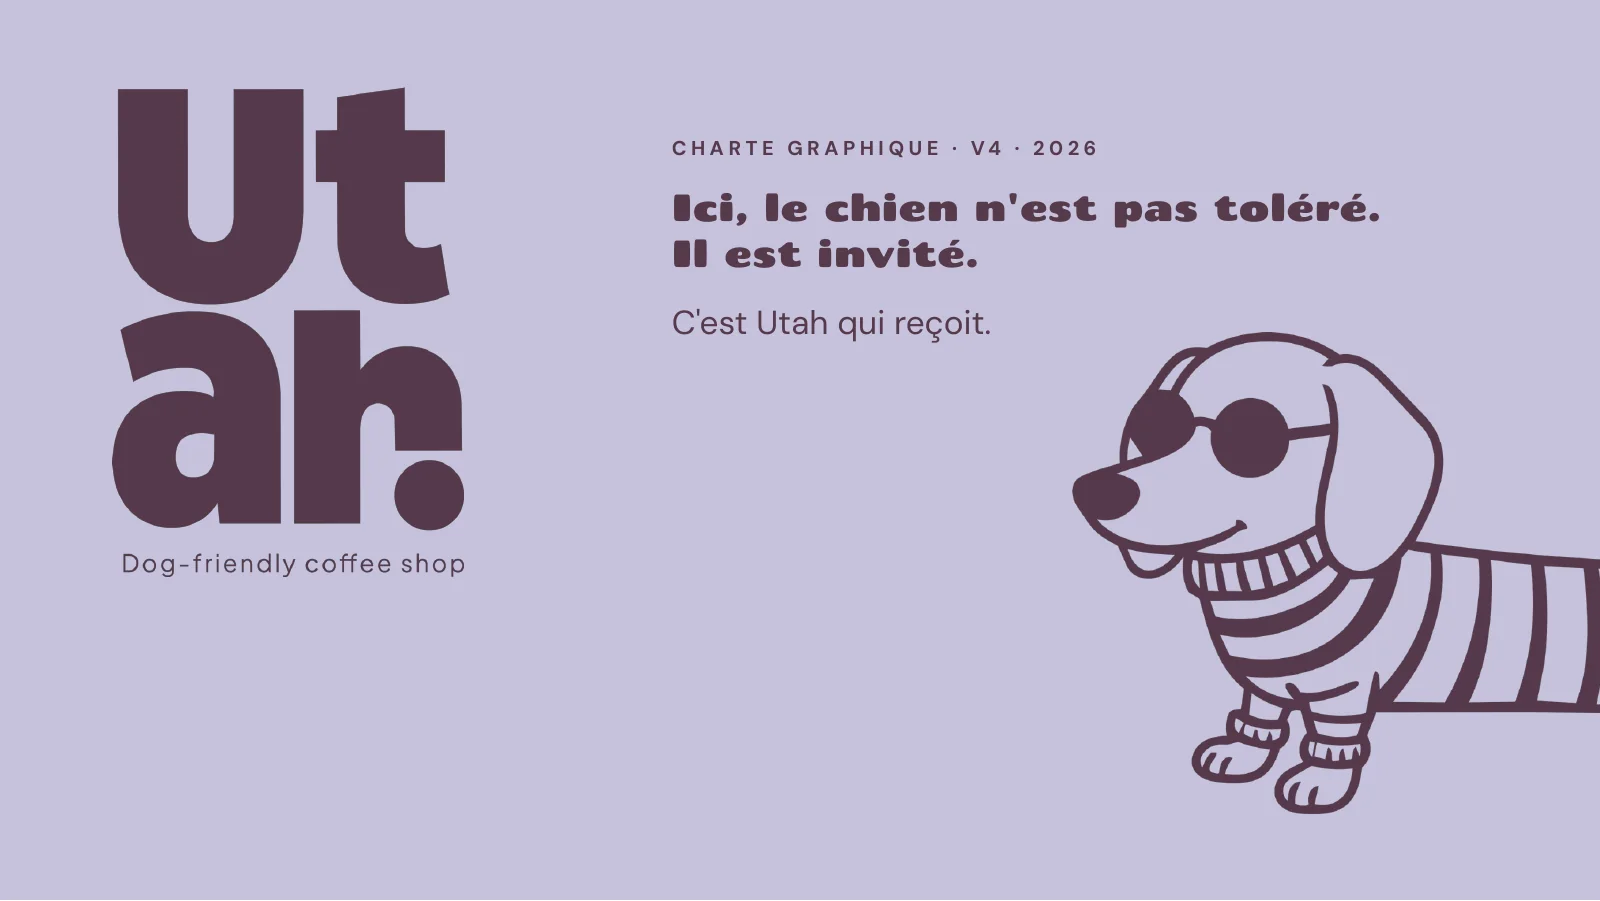 Ut
ah.
Dog-friendly coffee shop
CHARTE GRAPHIQUE · V4 · 2026
Ici, le chien n'est pas toléré.
Il est invité.
C'est Utah qui reçoit.